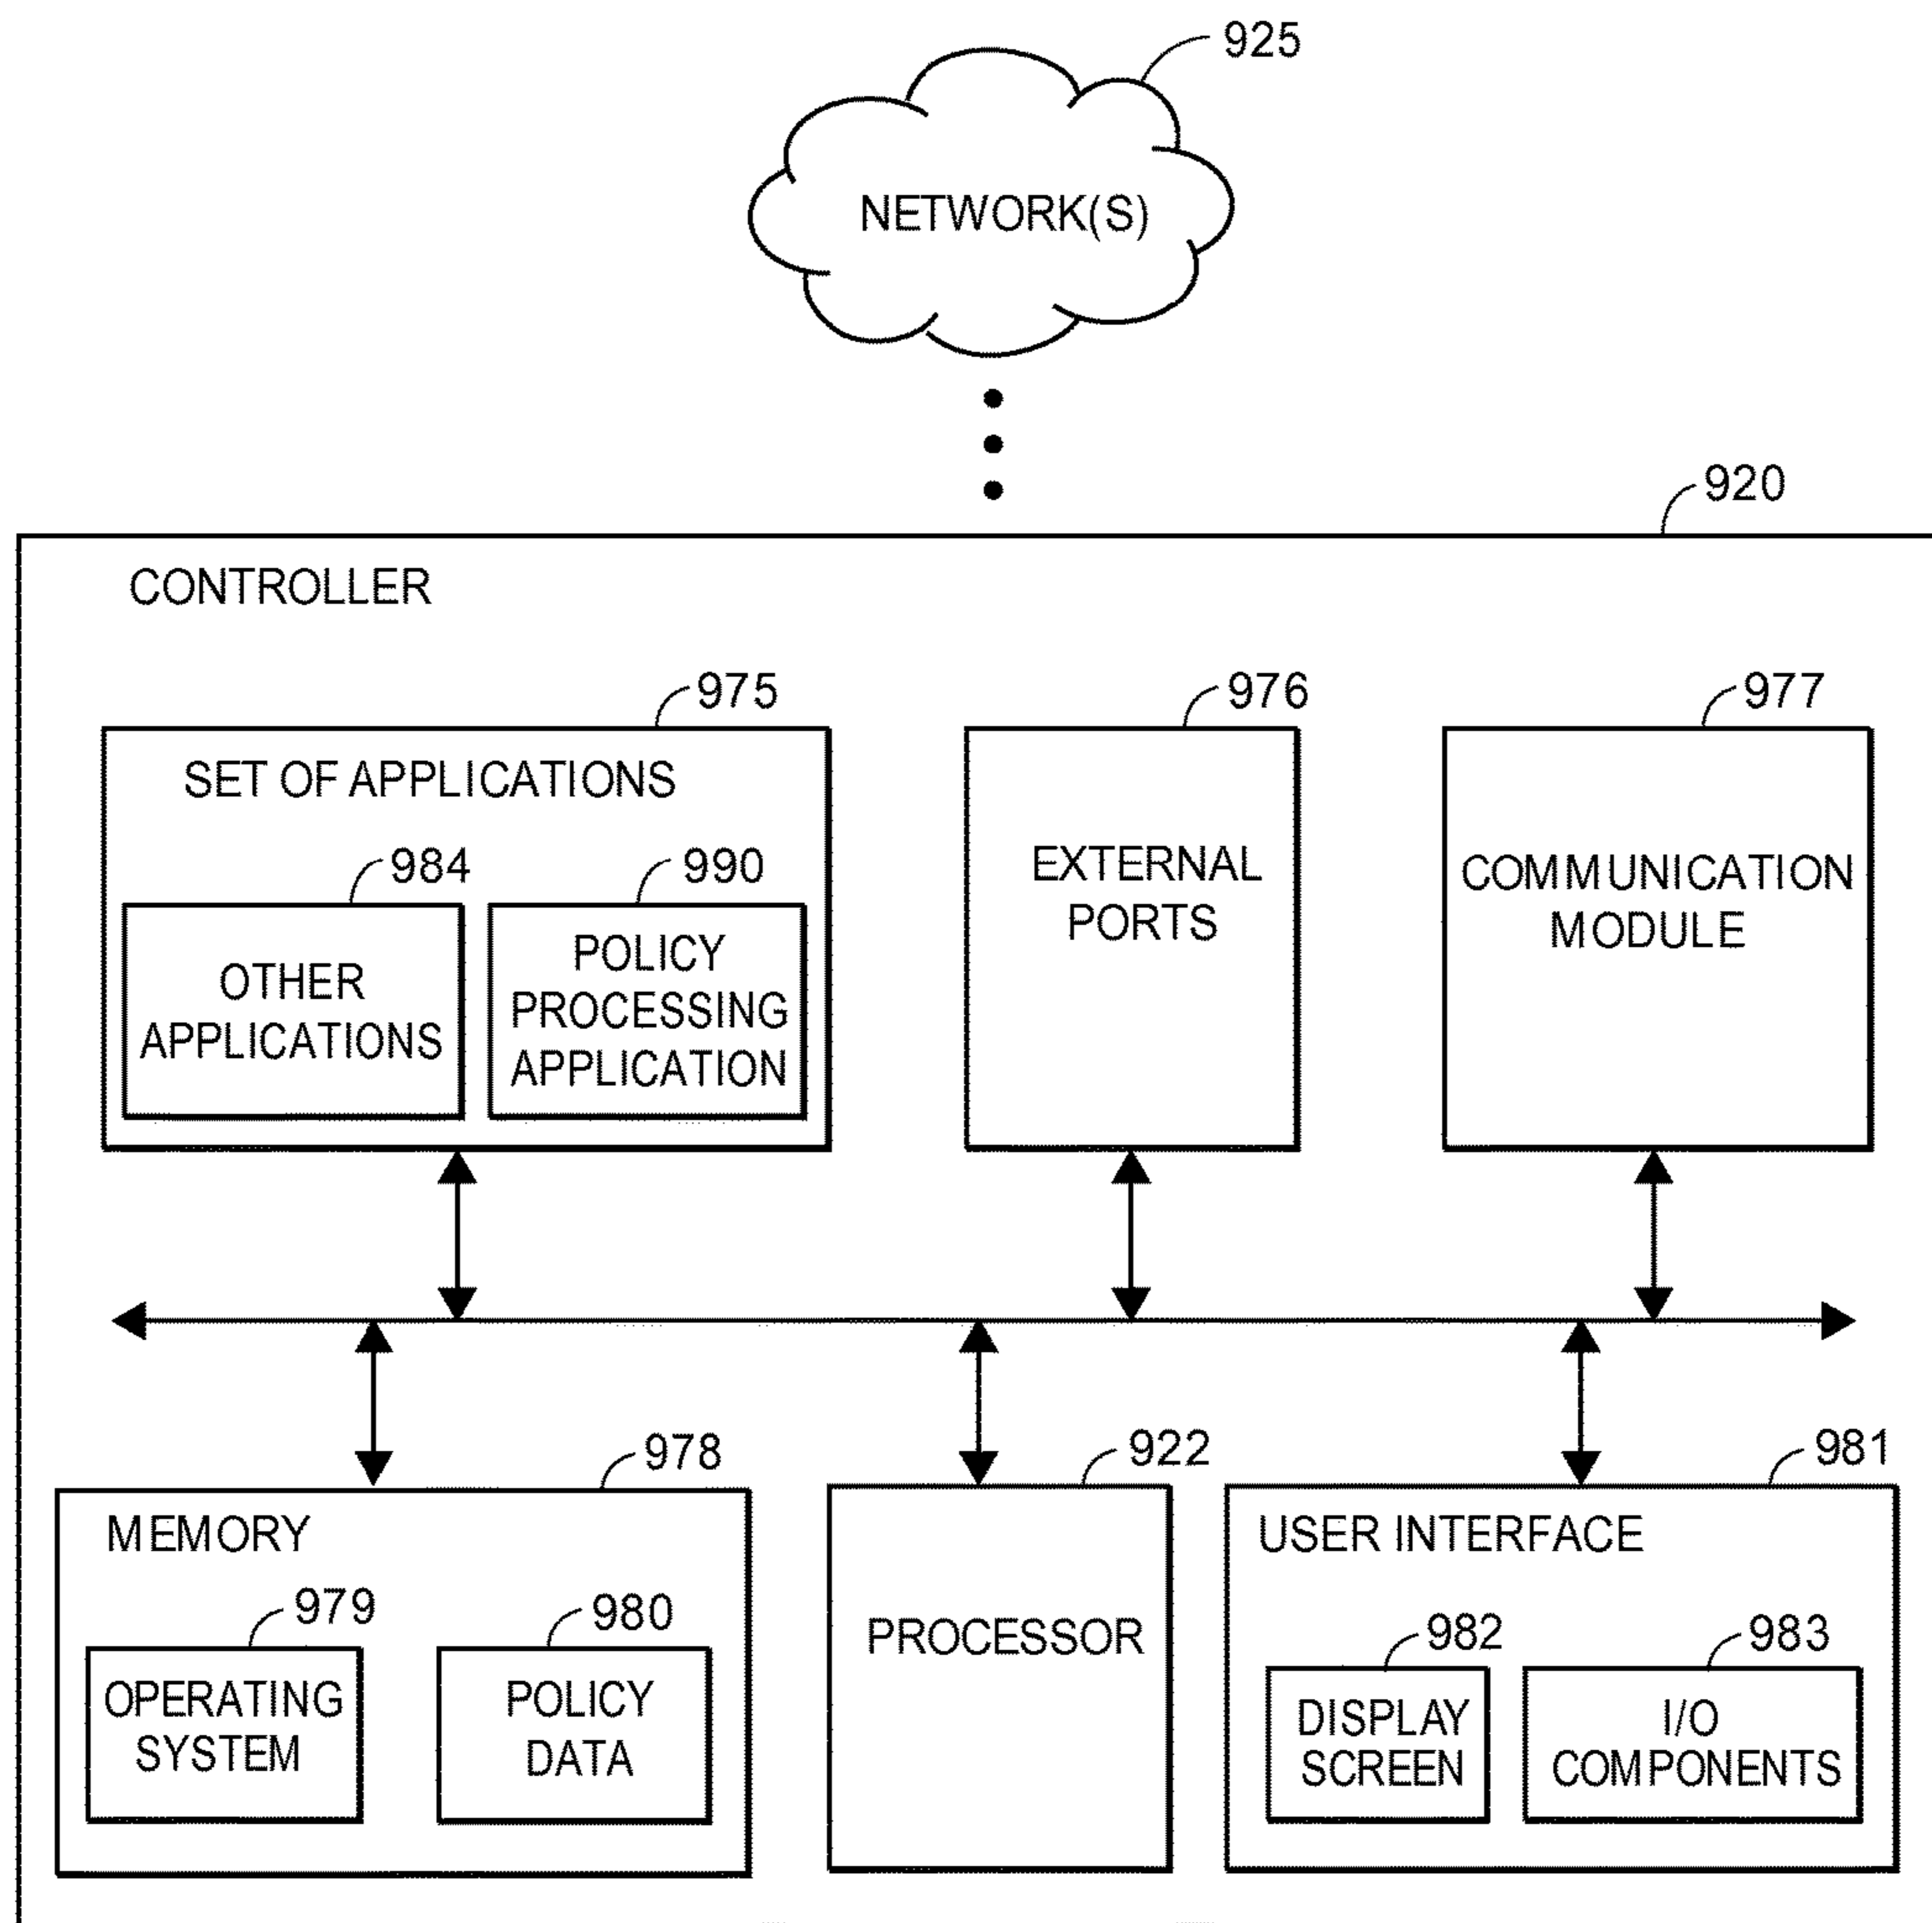 925
NETWORK(S)
920
CONTROLLER
975
976
977
SET OF APPLICATIONS
984
990
OTHER
APPLICATIONS
POLICY
PROCESSING
APPLICATION
EXTERNAL
PORTS
COMMUNICATION
MODULE
978
922
981
MEMORY
979
980
OPERATING
SYSTEM
POLICY
DATA
PROCESSOR
USER INTERFACE
982
983
DISPLAY
SCREEN
I/O
COMPONENTS